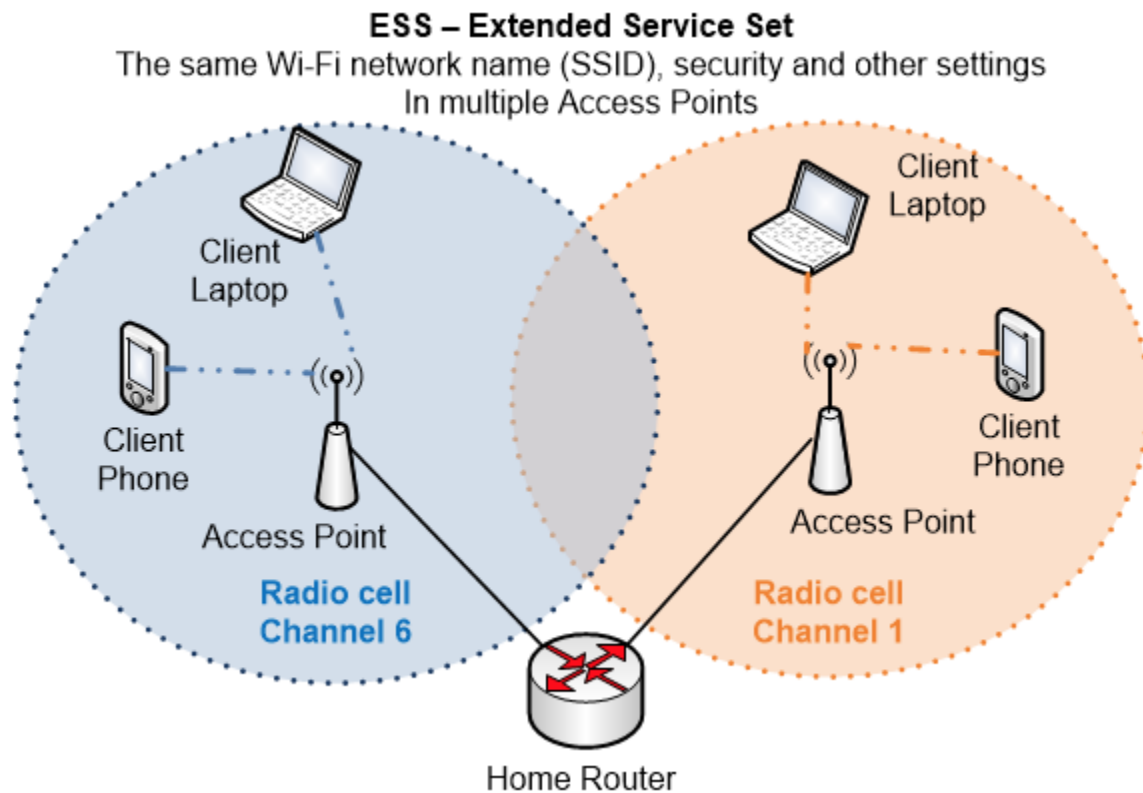 ESS – Extended Service Set
The same Wi-Fi network name (SSID), security and other settings
In multiple Access Points
Client
Laptop
Client
Phone
Access Point
Radio cell
Channel 6
Client
Laptop
Client
Phone
Access Point
Radio cell
Channel 1
Home Router